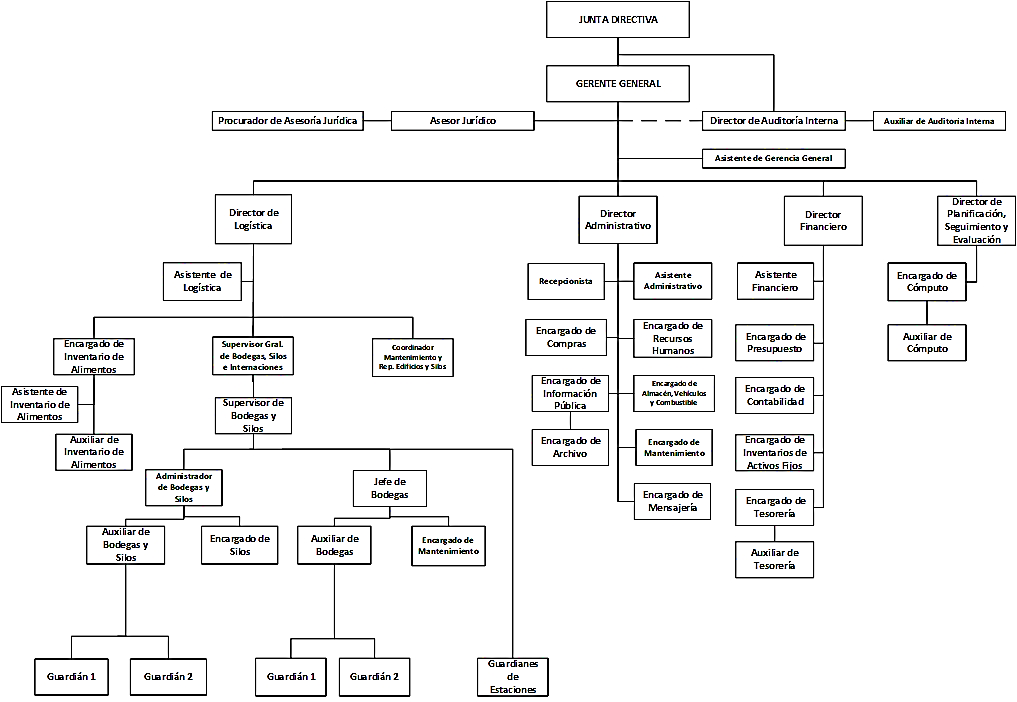 JUNTA DIRECTIVA
GERENTE GENERAL
Procurador de Asesoría Jurídica
Asesor Jurídico
Director de Auditoría Interna
Auxiliar de Auditoria Interna
Asistente de Gerencia General
Director de
Logística
Director
Administrativo
Director
Financiero
Director de
Planificación,
Seguimiento y
Evaluación
Asistente de
Logística
Recepcionista
Asistente
Administrativo
Asistente
Financiero
Encargado de
Cómputo
Encargado de
Inventario de
Alimentos
Supervisor Gral.
de Bodegas, Silos
e Internaciones
Coordinador
Mantenimiento y
Rep. Edificios y Silos
Encargado de
Compras
Encargado de
Recursos
Humanos
Encargado de
Presupuesto
Auxiliar de
Cómputo
Asistente de
Inventario de
Alimentos
Supervisor de
Bodegas y
Silos
Encargado de
Información
Pública
Encargado de
Almacén, Vehículos
y Combustible
Encargado de
Contabilidad
Auxiliar de
Inventario de
Alimentos
Encargado de
Archivo
Encargado de
Mantenimiento
Encargado de
Inventarios de
Activos Fijos
Administrador
de Bodegas y
Silos
Jefe de
Bodegas
Encargado de
Mensajería
Encargado de
Tesorería
Auxiliar de
Bodegas y
Silos
Encargado de
Silos
Auxiliar de
Bodegas
Encargado de
Mantenimiento
Auxiliar de
Tesorería
Guardián 1
Guardián 2
Guardián 1
Guardián 2
Guardianes
de
Estaciones